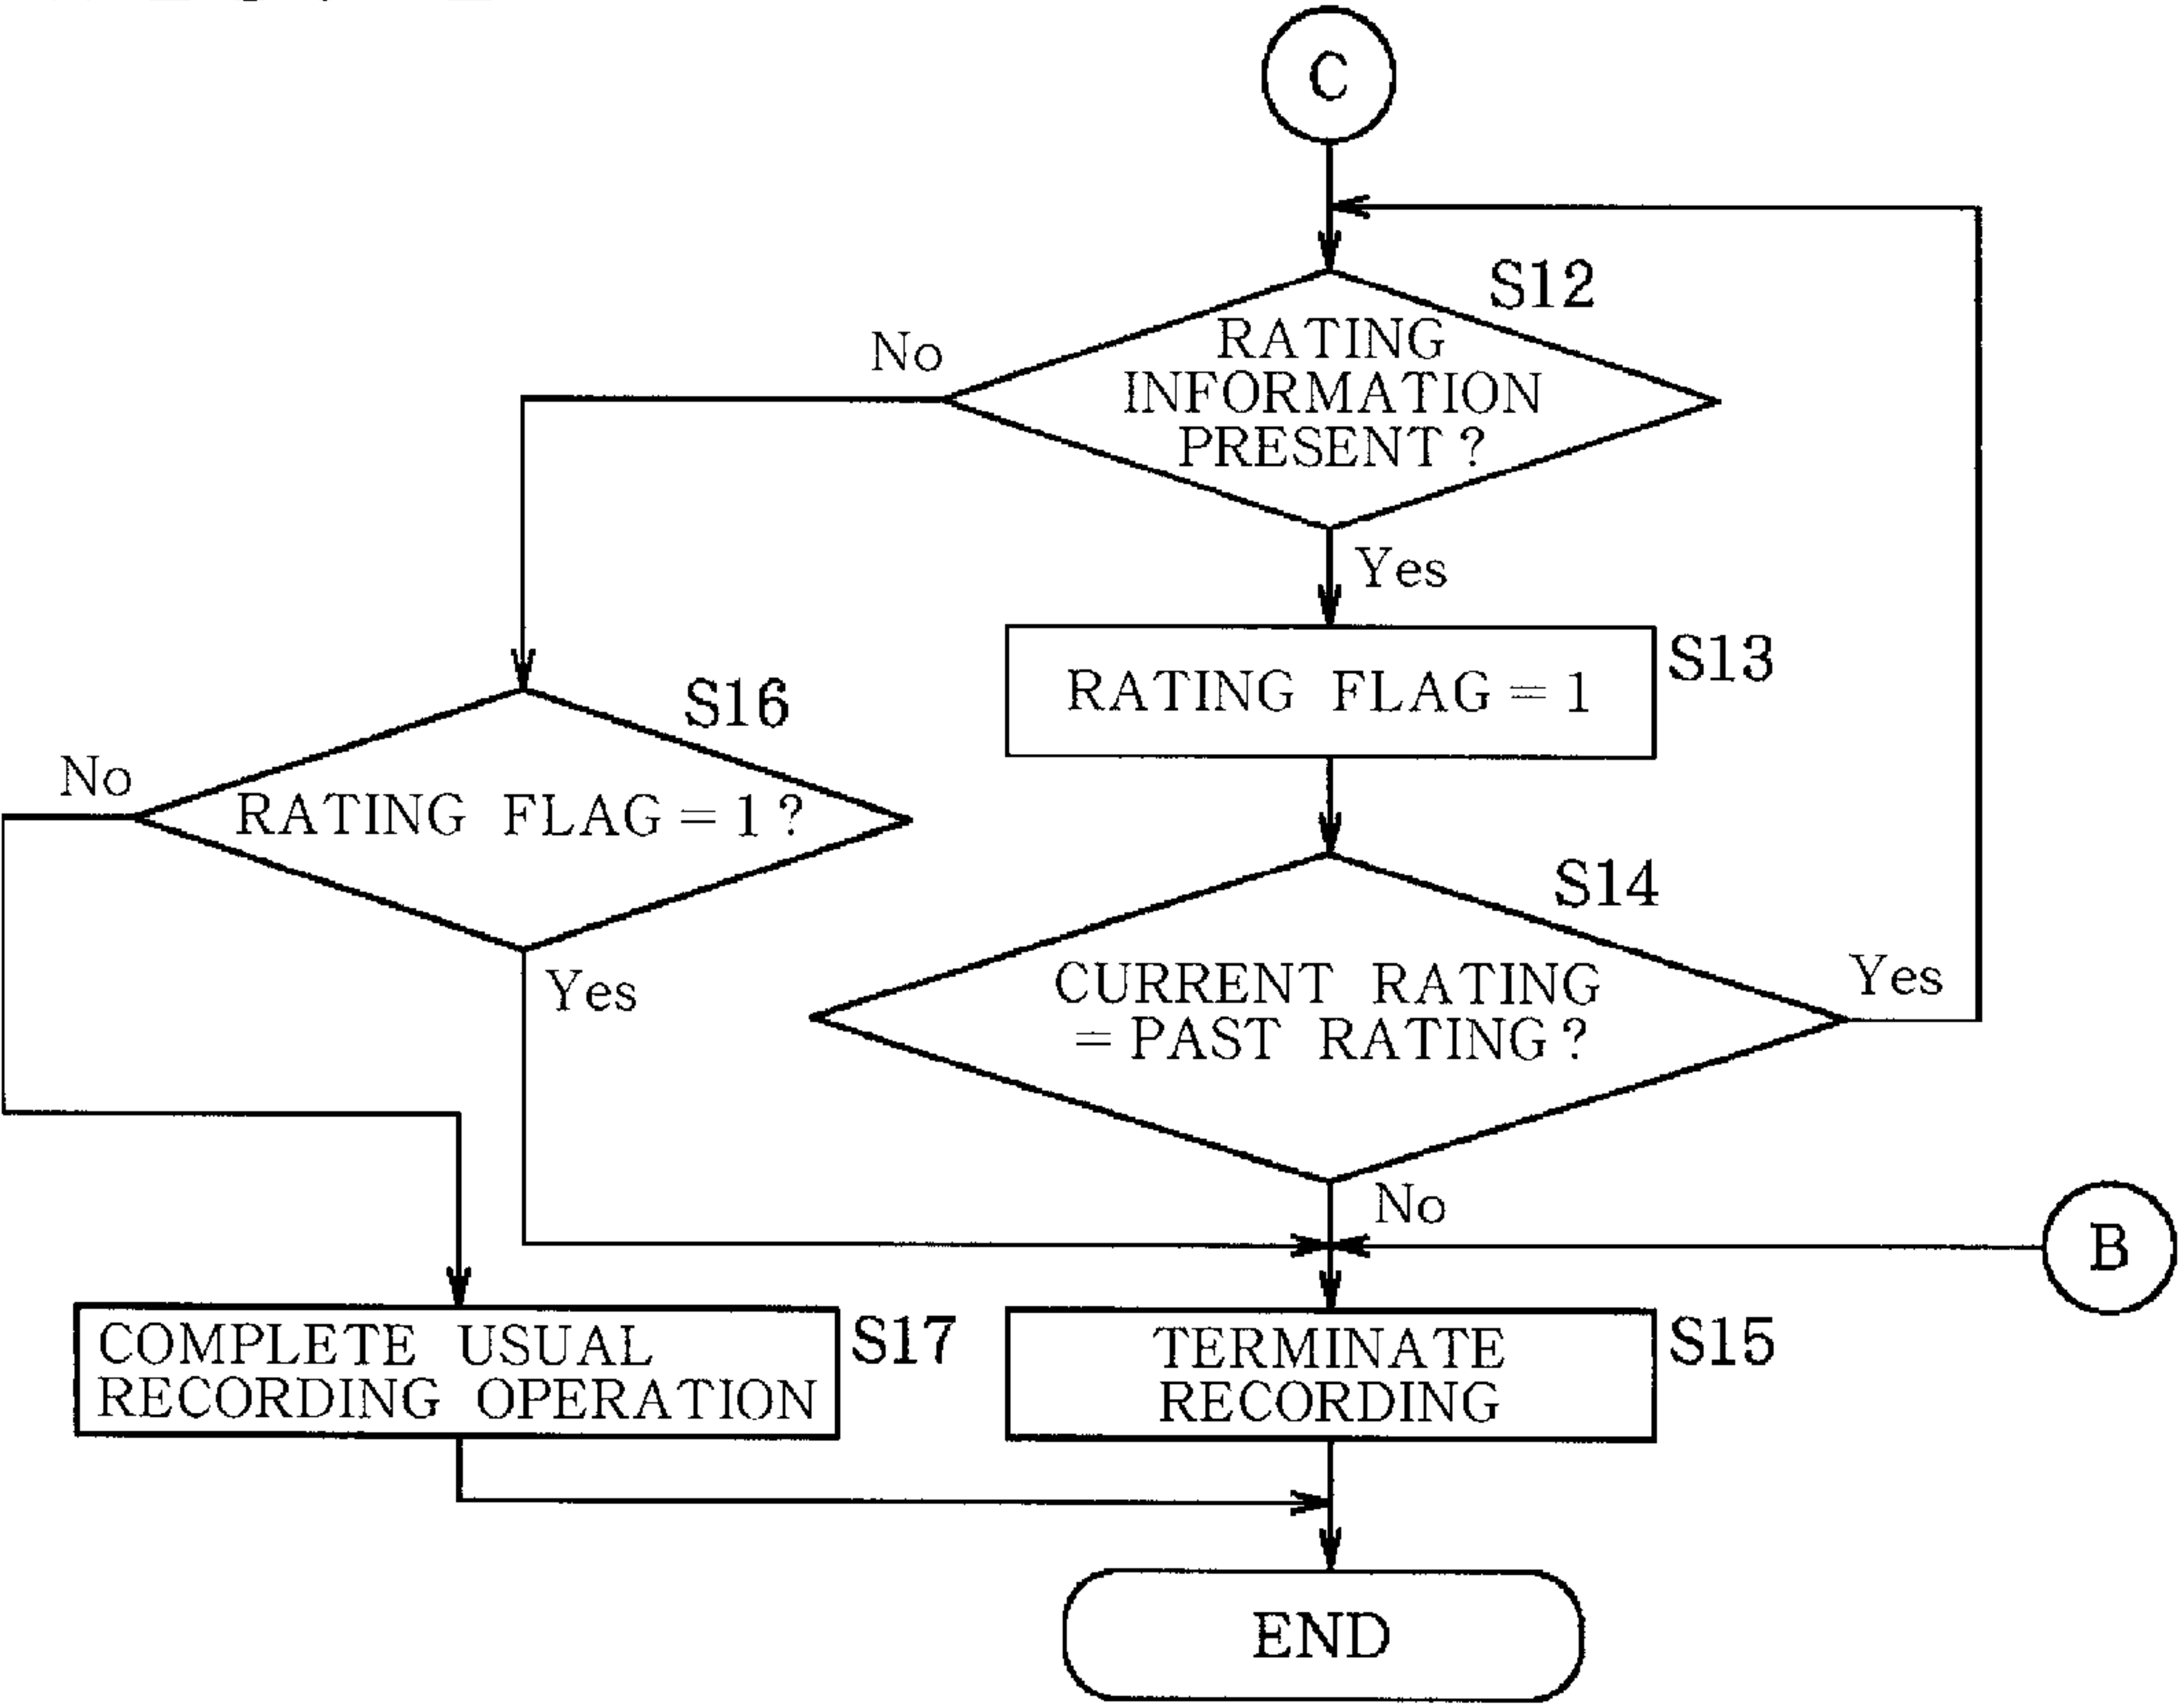 C
S12
No
RATING
INFORMATION
PRESENT?
Yes
S13
RATING FLAG=1
S16
No
RATING FLAG=1?
Yes
S14
CURRENT RATING
=PAST RATING?
Yes
No
B
COMPLETE USUAL
RECORDING OPERATION
S17
TERMINATE
RECORDING
S15
END